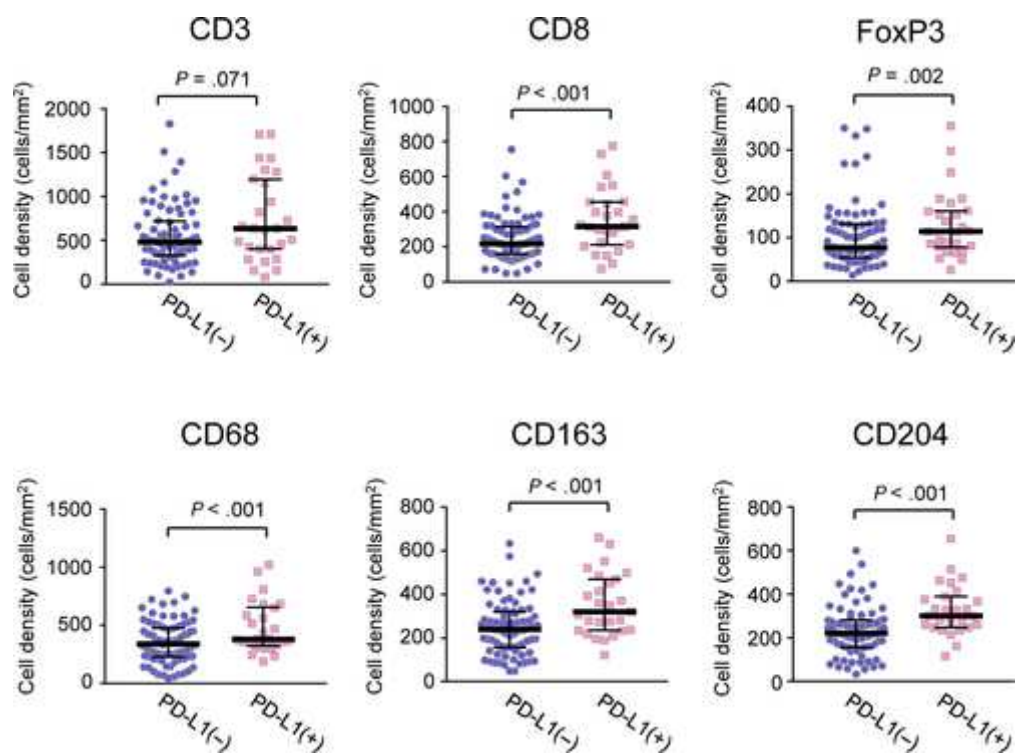 CD3
CD8
FoxP3
P = .071
P < .001
P = .002
Cell density (cells/mm²)
2000
1500
1000
500
0
PD-L1(−)
PD-L1(+)
Cell density (cells/mm²)
1000
800
600
400
200
0
PD-L1(−)
PD-L1(+)
Cell density (cells/mm²)
400
300
200
100
0
PD-L1(−)
PD-L1(+)
CD68
CD163
CD204
P < .001
P < .001
P < .001
Cell density (cells/mm²)
1500
1000
500
0
PD-L1(−)
PD-L1(+)
Cell density (cells/mm²)
800
600
400
200
0
PD-L1(−)
PD-L1(+)
Cell density (cells/mm²)
800
600
400
200
0
PD-L1(−)
PD-L1(+)